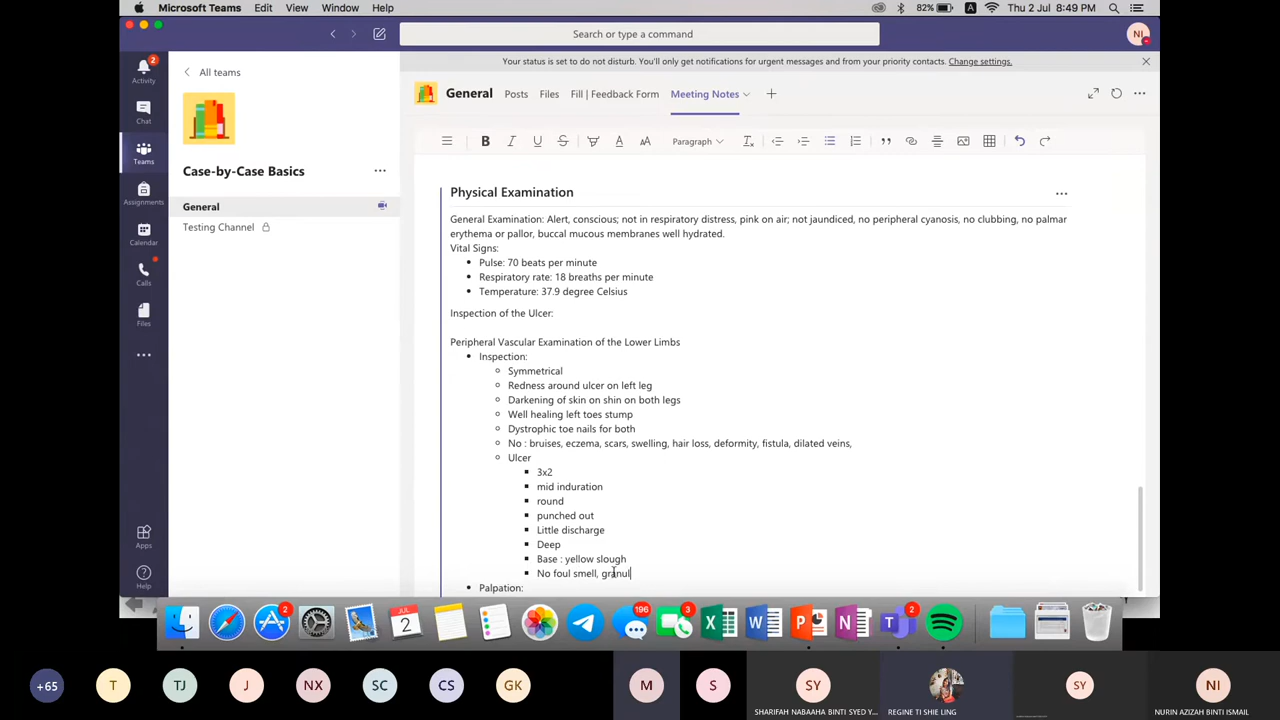 Microsoft Teams Edit View Window Help 82% A Thu 2 Jul 8:49 PM
Search or type a command NI
Your status is set to do not disturb. You'll only get notifications for urgent messages and from your priority contacts. Change settings.
2
Activity
Chat
Teams
Assignments
Calendar
Calls
Files
Apps
Help
All teams
Case-by-Case Basics
General
Testing Channel
General Posts Files Fill | Feedback Form Meeting Notes
B I U S A AA Paragraph
Physical Examination
General Examination: Alert, conscious; not in respiratory distress, pink on air; not jaundiced, no peripheral cyanosis, no clubbing, no palmar
erythema or pallor, buccal mucous membranes well hydrated.
Vital Signs:
Pulse: 70 beats per minute
Respiratory rate: 18 breaths per minute
Temperature: 37.9 degree Celsius
Inspection of the Ulcer:
Peripheral Vascular Examination of the Lower Limbs
Inspection:
Symmetrical
Redness around ulcer on left leg
Darkening of skin on shin on both legs
Well healing left toes stump
Dystrophic toe nails for both
No : bruises, eczema, scars, swelling, hair loss, deformity, fistula, dilated veins,
Ulcer
3x2
mid induration
round
punched out
Little discharge
Deep
Base : yellow slough
No foul smell, granul
Palpation:
2 JUL 2 196 3 X W P N T 2
+65 T TJ J NX SC CS GK M S SY SY NI
SHARIFAH NABAAHA BINTI SYED Y... REGINE TI SHIE LING NURIN AZIZAH BINTI ISMAIL